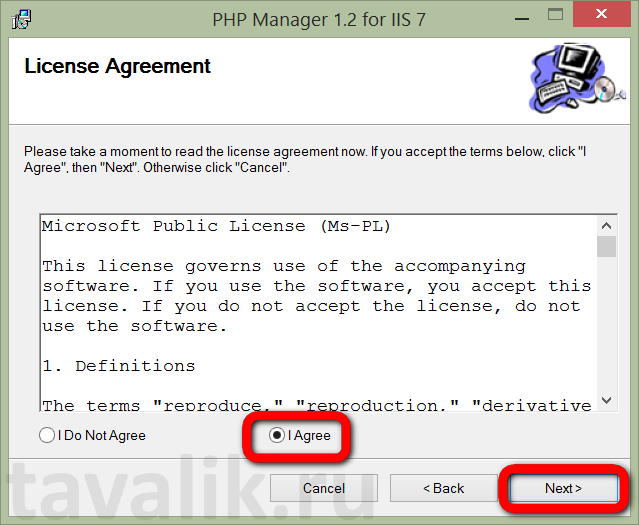 PHP Manager 1.2 for IIS 7
License Agreement
Please take a moment to read the license agreement now. If you accept the terms below, click "I
Agree", then "Next". Otherwise click "Cancel".
Microsoft Public License (Ms-PL)
This license governs use of the accompanying
software. If you use the software, you accept this
license. If you do not accept the license, do not
use the software.
1. Definitions
The terms "reproduce," "reproduction," "derivative
I Do Not Agree
I Agree
Cancel
< Back
Next >
tavalik.ru